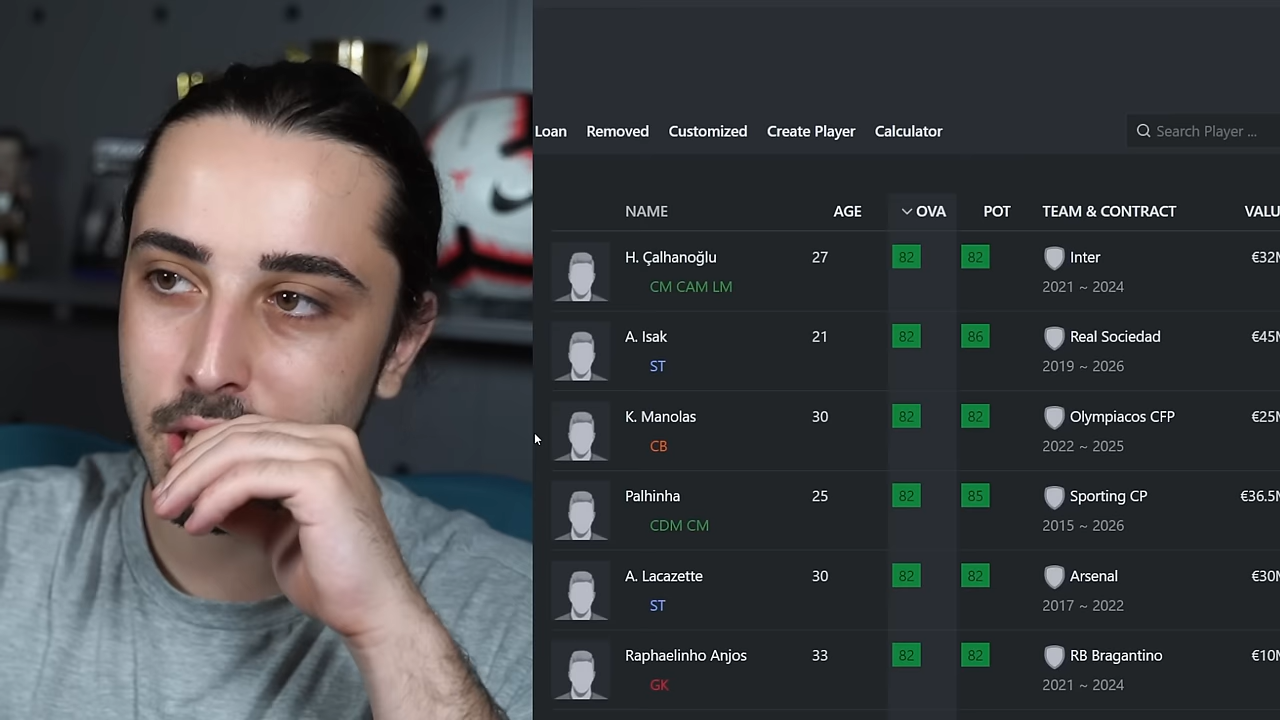 Loan Removed Customized Create Player Calculator Search Player ...
NAME AGE OVA POT TEAM & CONTRACT
H. Çalhanoğlu 27 82 82 Inter
CM CAM LM 2021 ~ 2024
A. Isak 21 82 86 Real Sociedad
ST 2019 ~ 2026
K. Manolas 30 82 82 Olympiacos CFP
CB 2022 ~ 2025
Palhinha 25 82 85 Sporting CP €36.5
CDM CM 2015 ~ 2026
A. Lacazette 30 82 82 Arsenal
ST 2017 ~ 2022
Raphaelinho Anjos 33 82 82 RB Bragantino
GK 2021 ~ 2024